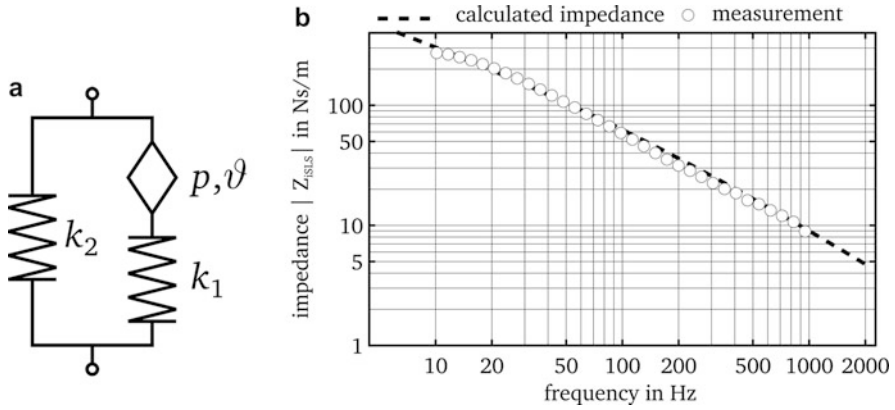 a
k2
p,ϑ
k1
b
calculated impedance
measurement
impedance | ZISLS | in Ns/m
100
50
10
5
1
10 20 50 100 200 500 1000 2000
frequency in Hz